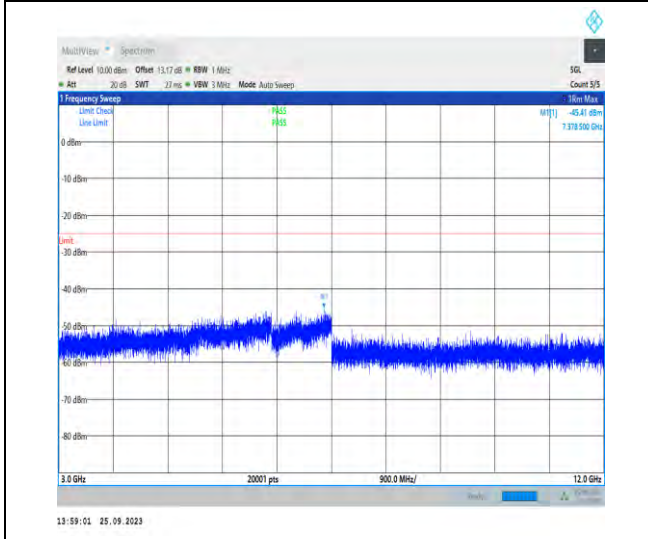 MultiView Spectrum
Ref Level 10.00 dBm Offset 13.17 dB RBW 1 MHz SGL
Att 20 dB SWT 27 ms VBW 3 MHz Mode Auto Sweep Count 5/5
1 Frequency Sweep 1Rm Max
Limit Check PASS M1[1] -45.41 dBm
Line Limit PASS 7.378 500 GHz
0 dBm
-10 dBm
-20 dBm
Limit
-30 dBm
-40 dBm
M1
-50 dBm
-60 dBm
-70 dBm
-80 dBm
3.0 GHz 20001 pts 900.0 MHz/ 12.0 GHz
13:59:01 25.09.2023